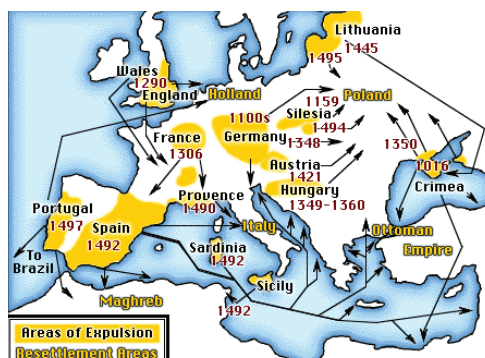 Lithuania
1445
1495
Wales
1290
England
Holland
1159
Poland
Silesia
1494
1100s
Germany
1348
France
1306
Austria
1421
1350
1016
Crimea
Hungary
1349-1360
Provence
1490
Portugal
1497
Spain
1492
Italy
Ottoman
Empire
Sardinia
1492
To
Brazil
Maghreb
Sicily
1492
Areas of Expulsion
Resettlement Areas